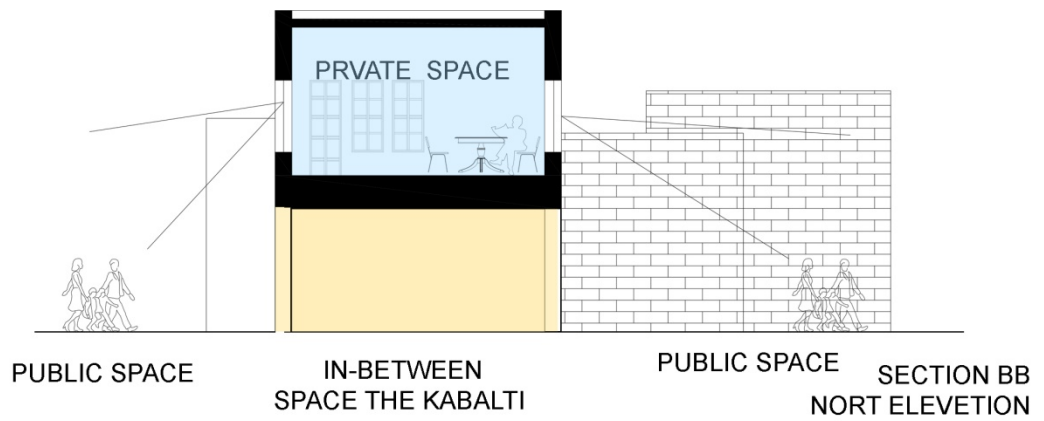 PRVATE SPACE
PUBLIC SPACE
IN-BETWEEN
SPACE THE KABALTI
PUBLIC SPACE
SECTION BB
NORT ELEVETION